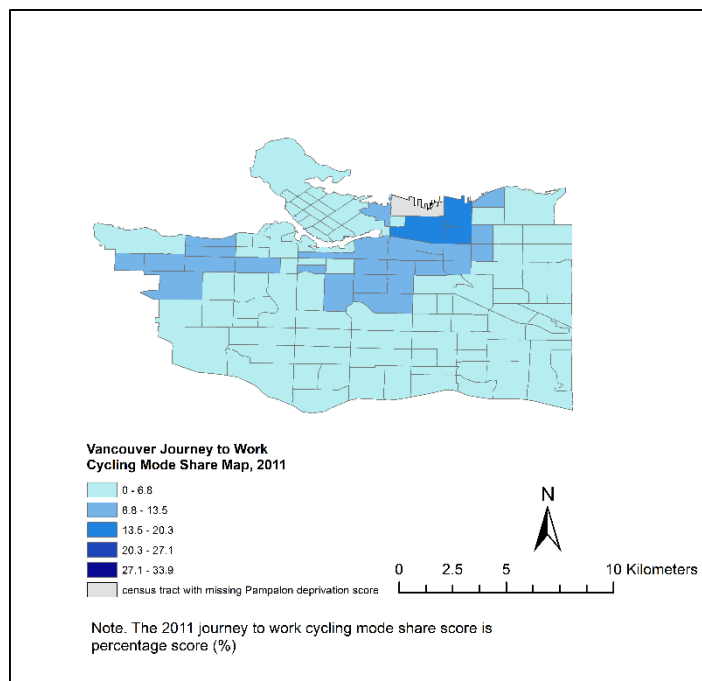 Vancouver Journey to Work
Cycling Mode Share Map, 2011
0 - 6.8
6.8 - 13.5
13.5 - 20.3
20.3 - 27.1
27.1 - 33.9
census tract with missing Pampalon deprivation score
N
0 2.5 5 10 Kilometers
Note. The 2011 journey to work cycling mode share score is
percentage score (%)